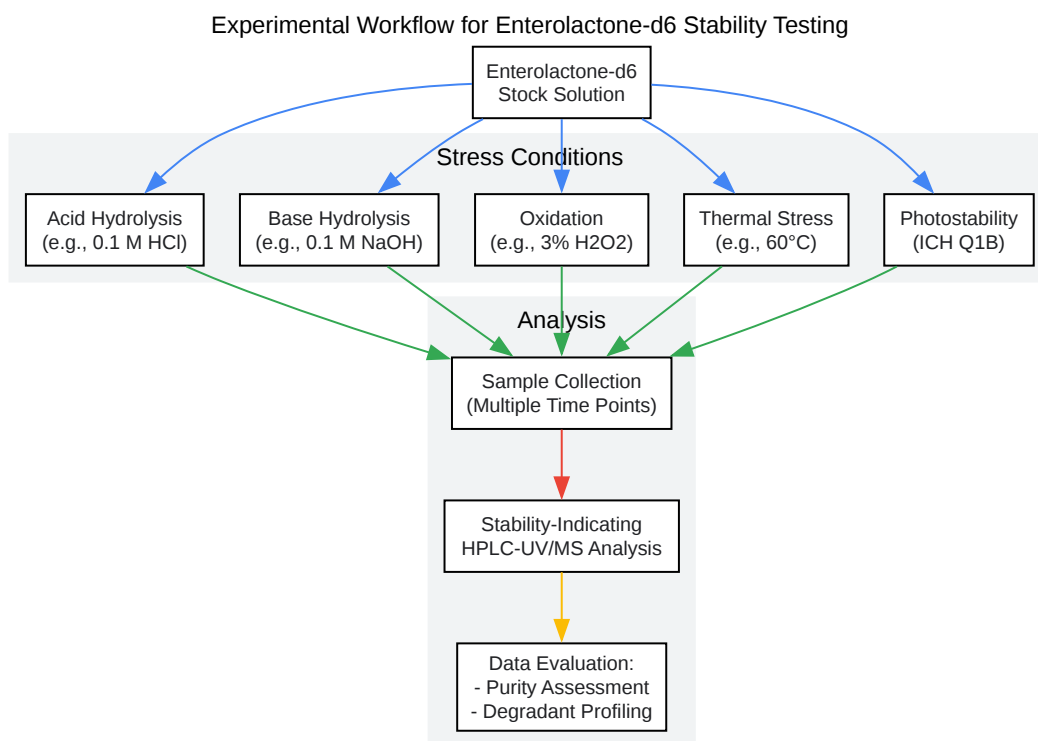 Experimental Workflow for Enterolactone-d6 Stability Testing
Enterolactone-d6
Stock Solution
Stress Conditions
Acid Hydrolysis
(e.g., 0.1 M HCl)
Base Hydrolysis
(e.g., 0.1 M NaOH)
Oxidation
(e.g., 3% H2O2)
Thermal Stress
(e.g., 60°C)
Photostability
(ICH Q1B)
Analysis
Sample Collection
(Multiple Time Points)
Stability-Indicating
HPLC-UV/MS Analysis
Data Evaluation:
- Purity Assessment
- Degradant Profiling